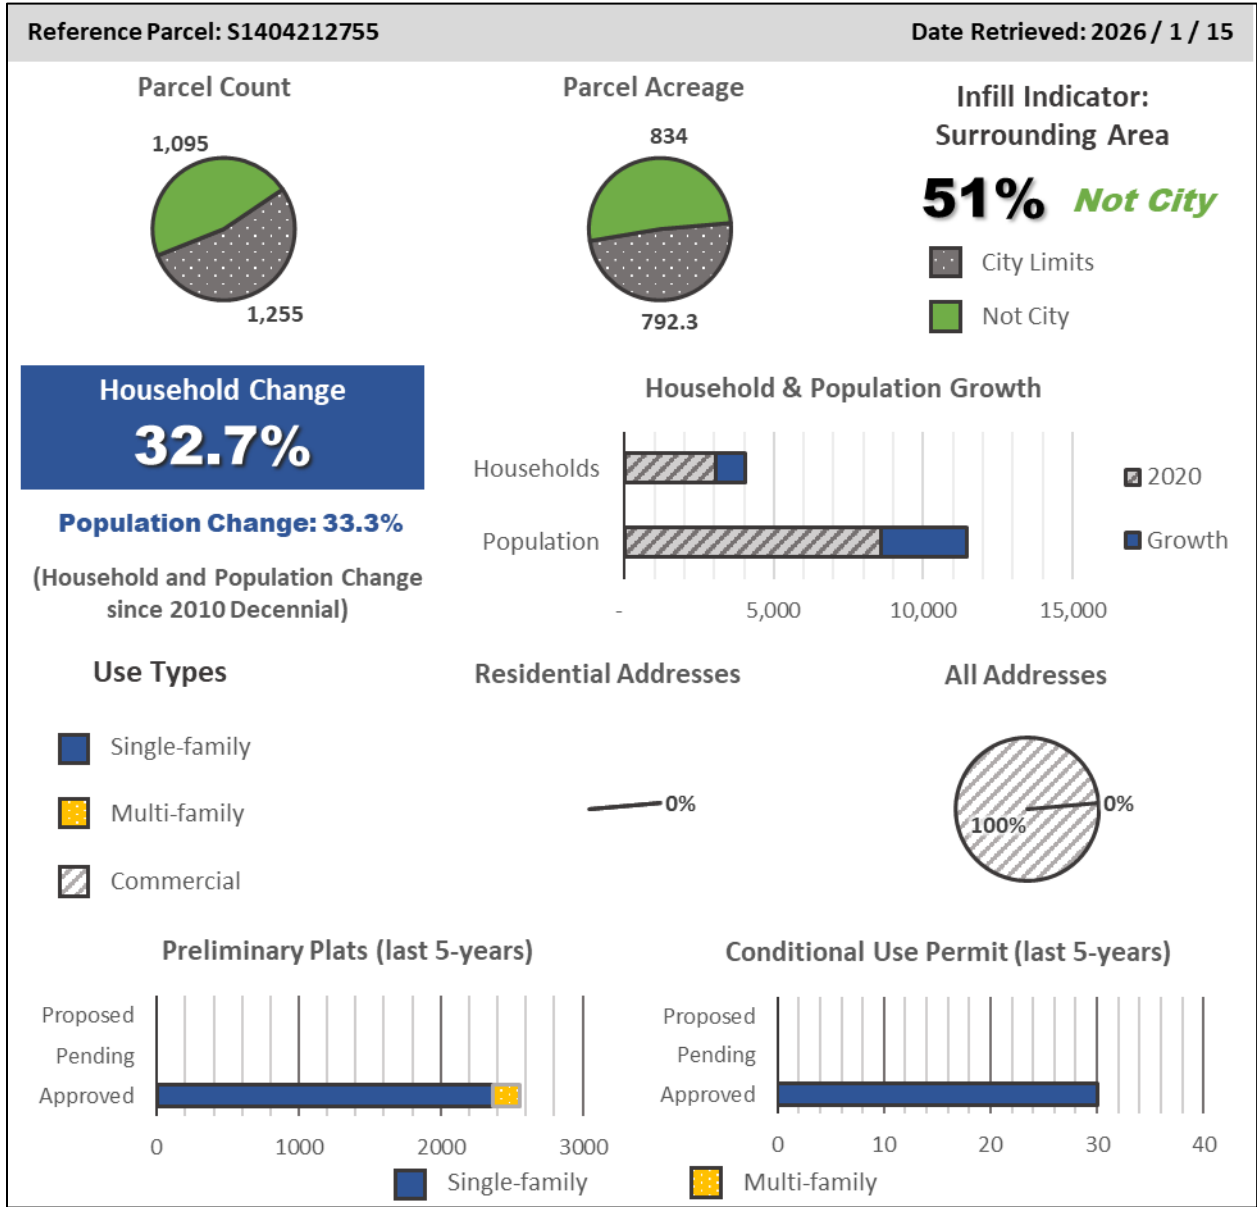 Reference Parcel: S1404212755
Date Retrieved: 2026 / 1 / 15
Parcel Count
1,095
1,255
Parcel Acreage
834
792.3
Infill Indicator:
Surrounding Area
51% Not City
City Limits
Not City
Household Change
32.7%
Population Change: 33.3%
(Household and Population Change
since 2010 Decennial)
Household & Population Growth
Households
Population
- 5,000 10,000 15,000
2020
Growth
Use Types
Single-family
Multi-family
Commercial
Residential Addresses
0%
All Addresses
100%
0%
Preliminary Plats (last 5-years)
Proposed
Pending
Approved
0 1000 2000 3000
Conditional Use Permit (last 5-years)
Proposed
Pending
Approved
0 10 20 30 40
Single-family
Multi-family